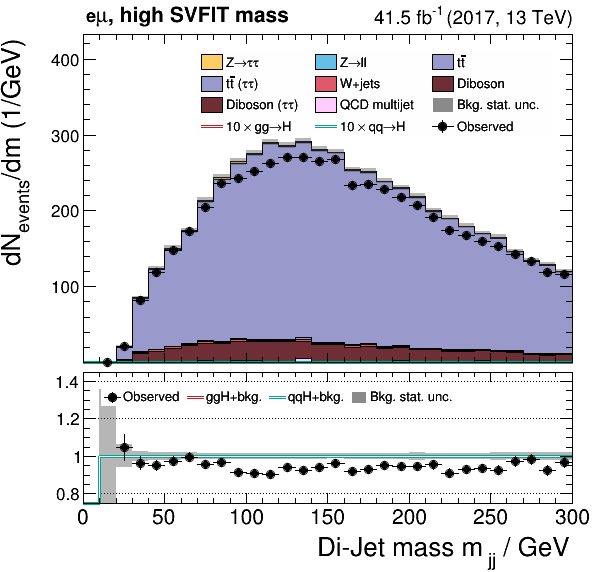 eμ, high SVFIT mass 41.5 fb⁻¹ (2017, 13 TeV)
Z→ττ Z→ll tt̄
tt̄ (ττ) W+jets Diboson
Diboson (ττ) QCD multijet Bkg. stat. unc.
10 × gg→H 10 × qq→H Observed
dN_events/dm (1/GeV)
400
300
200
100
Observed ggH+bkg. qqH+bkg. Bkg. stat. unc.
1.4
1.2
1
0.8
0 50 100 150 200 250 300
Di-Jet mass m_jj / GeV